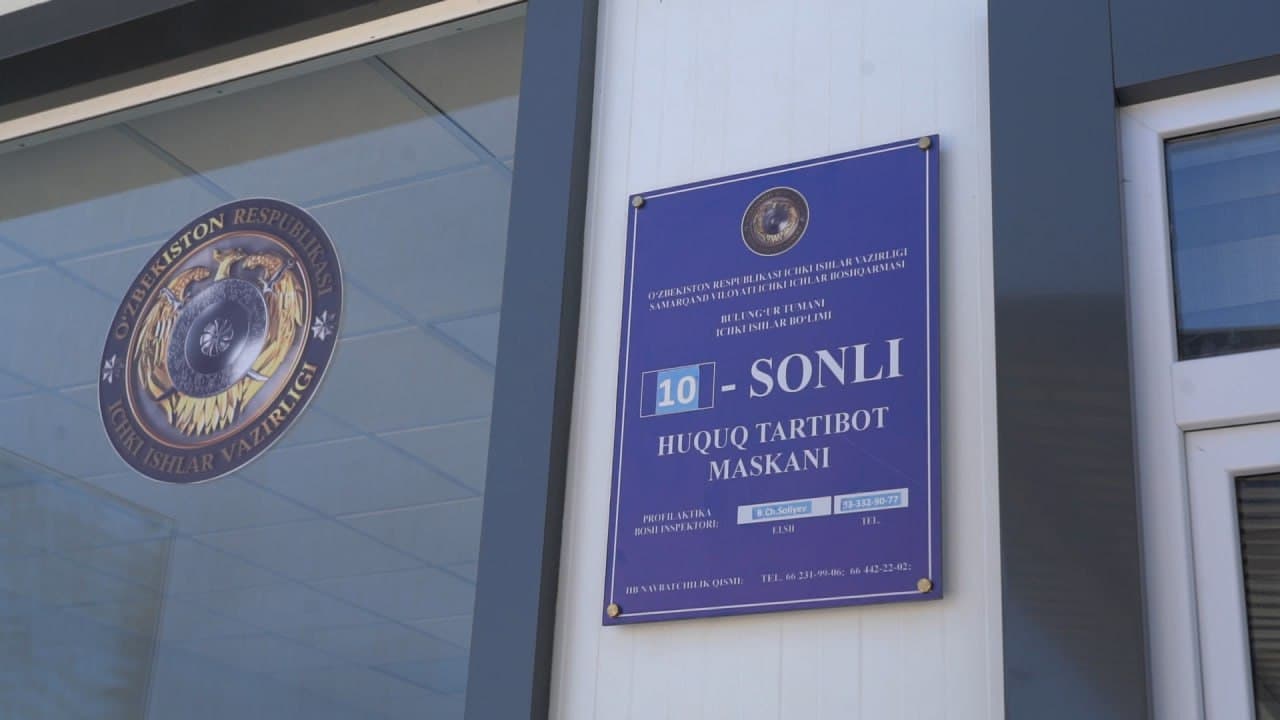 O'ZBEKISTON RESPUBLIKASI
ICHKI ISHLAR VAZIRLIGI
O'ZBEKISTON RESPUBLIKASI ICHKI ISHLAR VAZIRLIGI
SAMARQAND VILOYATI ICHKI ICHLAR BOSHQARMASI
BULUNG'UR TUMANI
ICHKI ISHLAR BO'LIMI
10 - SONLI
HUQUQ TARTIBOT
MASKANI
PROFILAKTIKA
BOSH INSPEKTORI:
B.Ch.Soliyev
93-332-90-77
ELSH
TEL.
IIB NAVBATCHILIK QISMI: TEL. 66 231-99-06; 66 442-22-02;